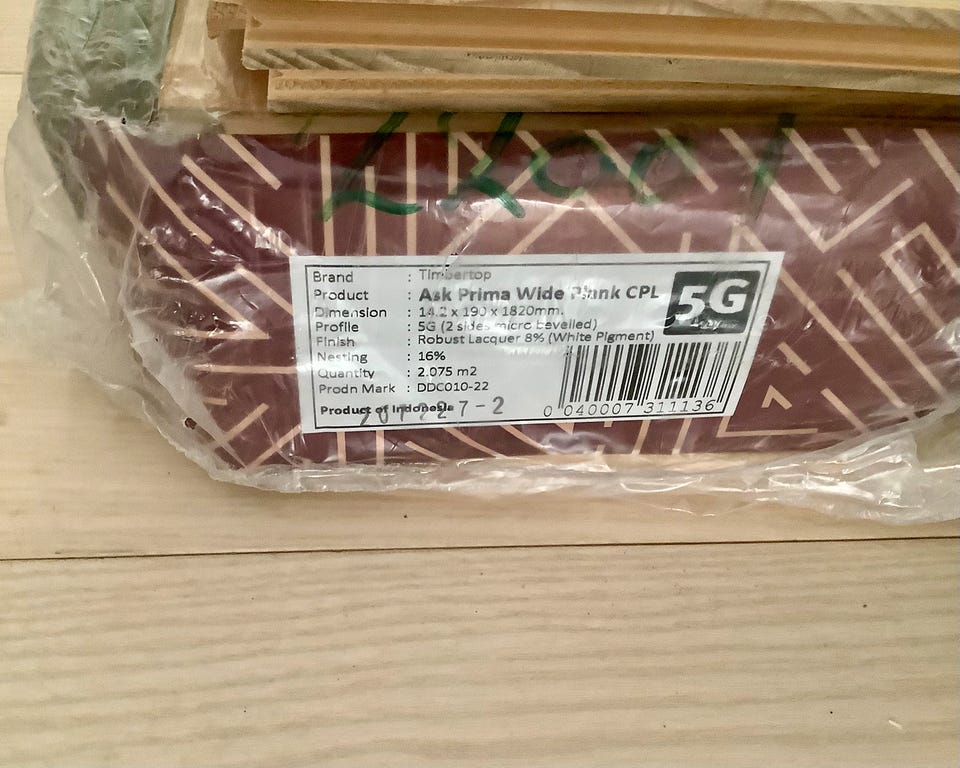 Brand : Timbertop
Product : Ask Prima Wide Plank CPL
Dimension : 14.2 x 190 x 1820mm.
Profile : 5G (2 sides micro bevelled)
Finish : Robust Lacquer 8% (White Pigment)
Nesting : 16%
Quantity : 2.075 m2
Prodn Mark : DDC010-22
Product of Indonesia
5G
0 040007 311136